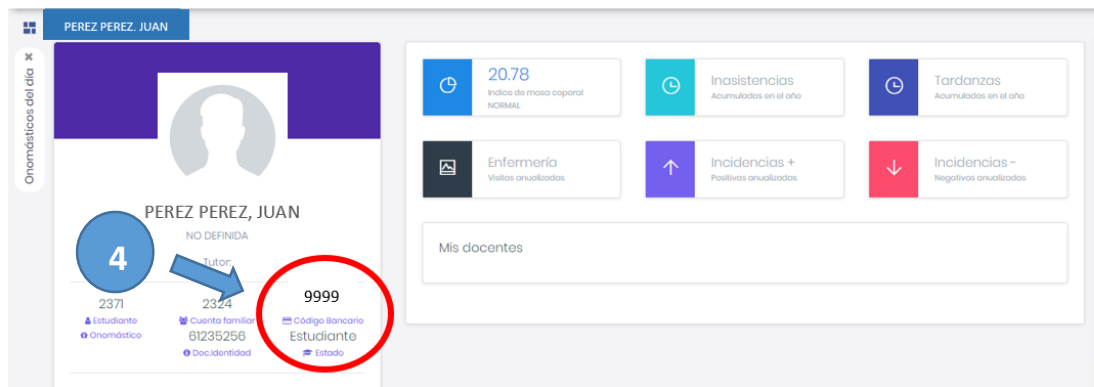 PEREZ PEREZ. JUAN
Onomásticos del día ×
PEREZ PEREZ, JUAN
NO DEFINIDA
Tutor:
4
2371
Estudiante
Onomástico
2324
Cuenta familiar
61235256
Doc.Identidad
9999
Código Bancario
Estudiante
Estado
20.78
Indice de masa coporal
NORMAL
Inasistencias
Acumuladas en el año
Tardanzas
Acumuladas en el año
Enfermería
Visitas anualizadas
Incidencias +
Positivas anualizadas
Incidencias -
Negativas anualizadas
Mis docentes